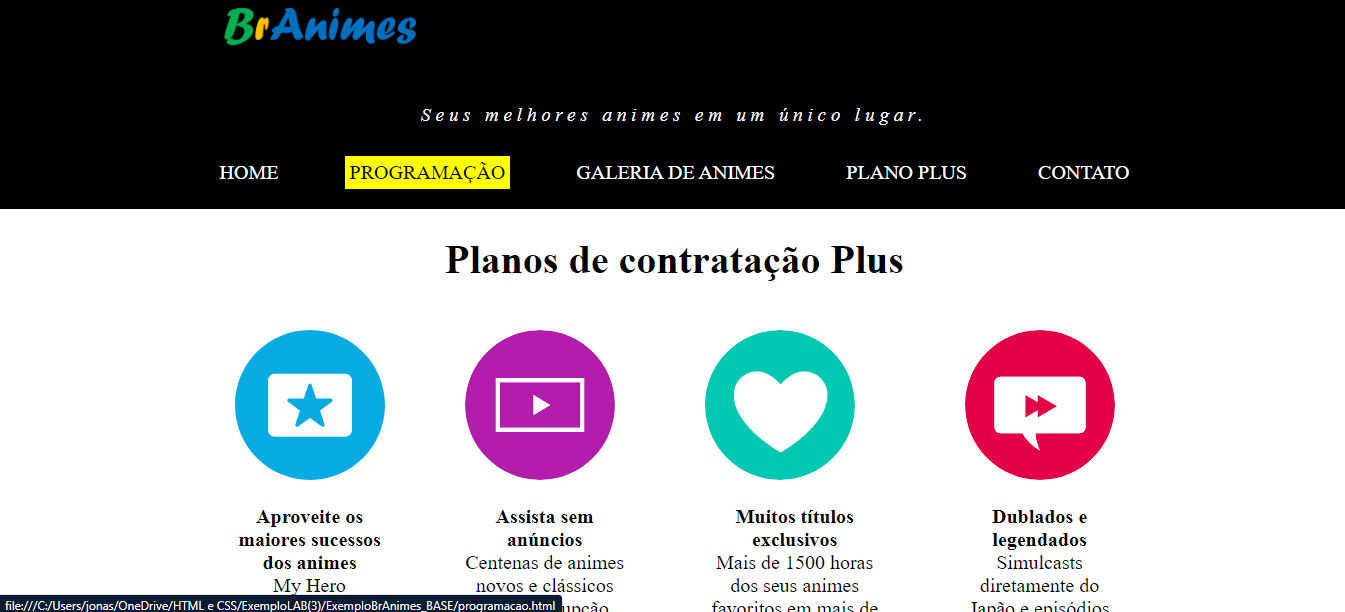 BrAnimes
Seus melhores animes em um único lugar.
HOME PROGRAMAÇÃO GALERIA DE ANIMES PLANO PLUS CONTATO
Planos de contratação Plus
Aproveite os
maiores sucessos
dos animes
My Hero
Assista sem
anúncios
Centenas de animes
novos e clássicos
Muitos títulos
exclusivos
Mais de 1500 horas
dos seus animes
favoritos em mais de
Dublados e
legendados
Simulcasts
diretamente do
Japão e episódios
file:///C:/Users/jonas/OneDrive/HTML e CSS/ExemploLAB(3)/ExemploBrAnimes_BASE/programacao.html